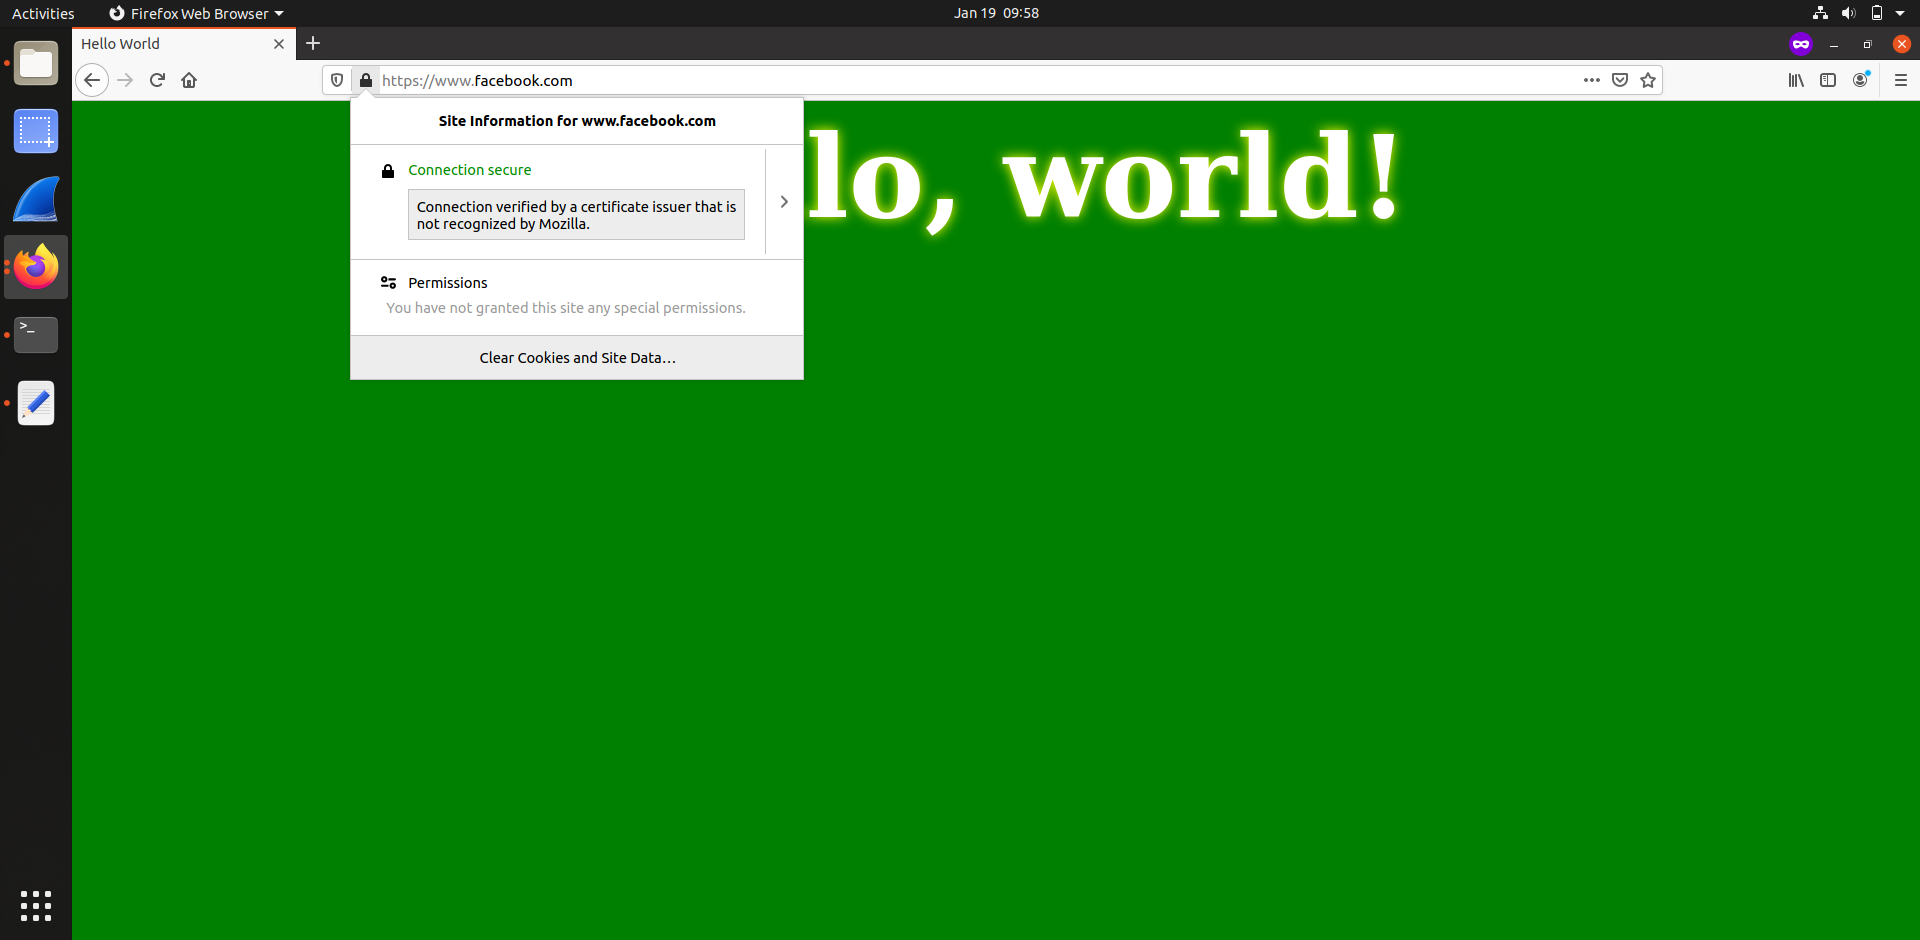 Activities
Firefox Web Browser
Jan 19 09:58
Hello World
https://www.facebook.com
Site Information for www.facebook.com
Connection secure
Connection verified by a certificate issuer that is
not recognized by Mozilla.
Permissions
You have not granted this site any special permissions.
Clear Cookies and Site Data…
lo, world!
>_